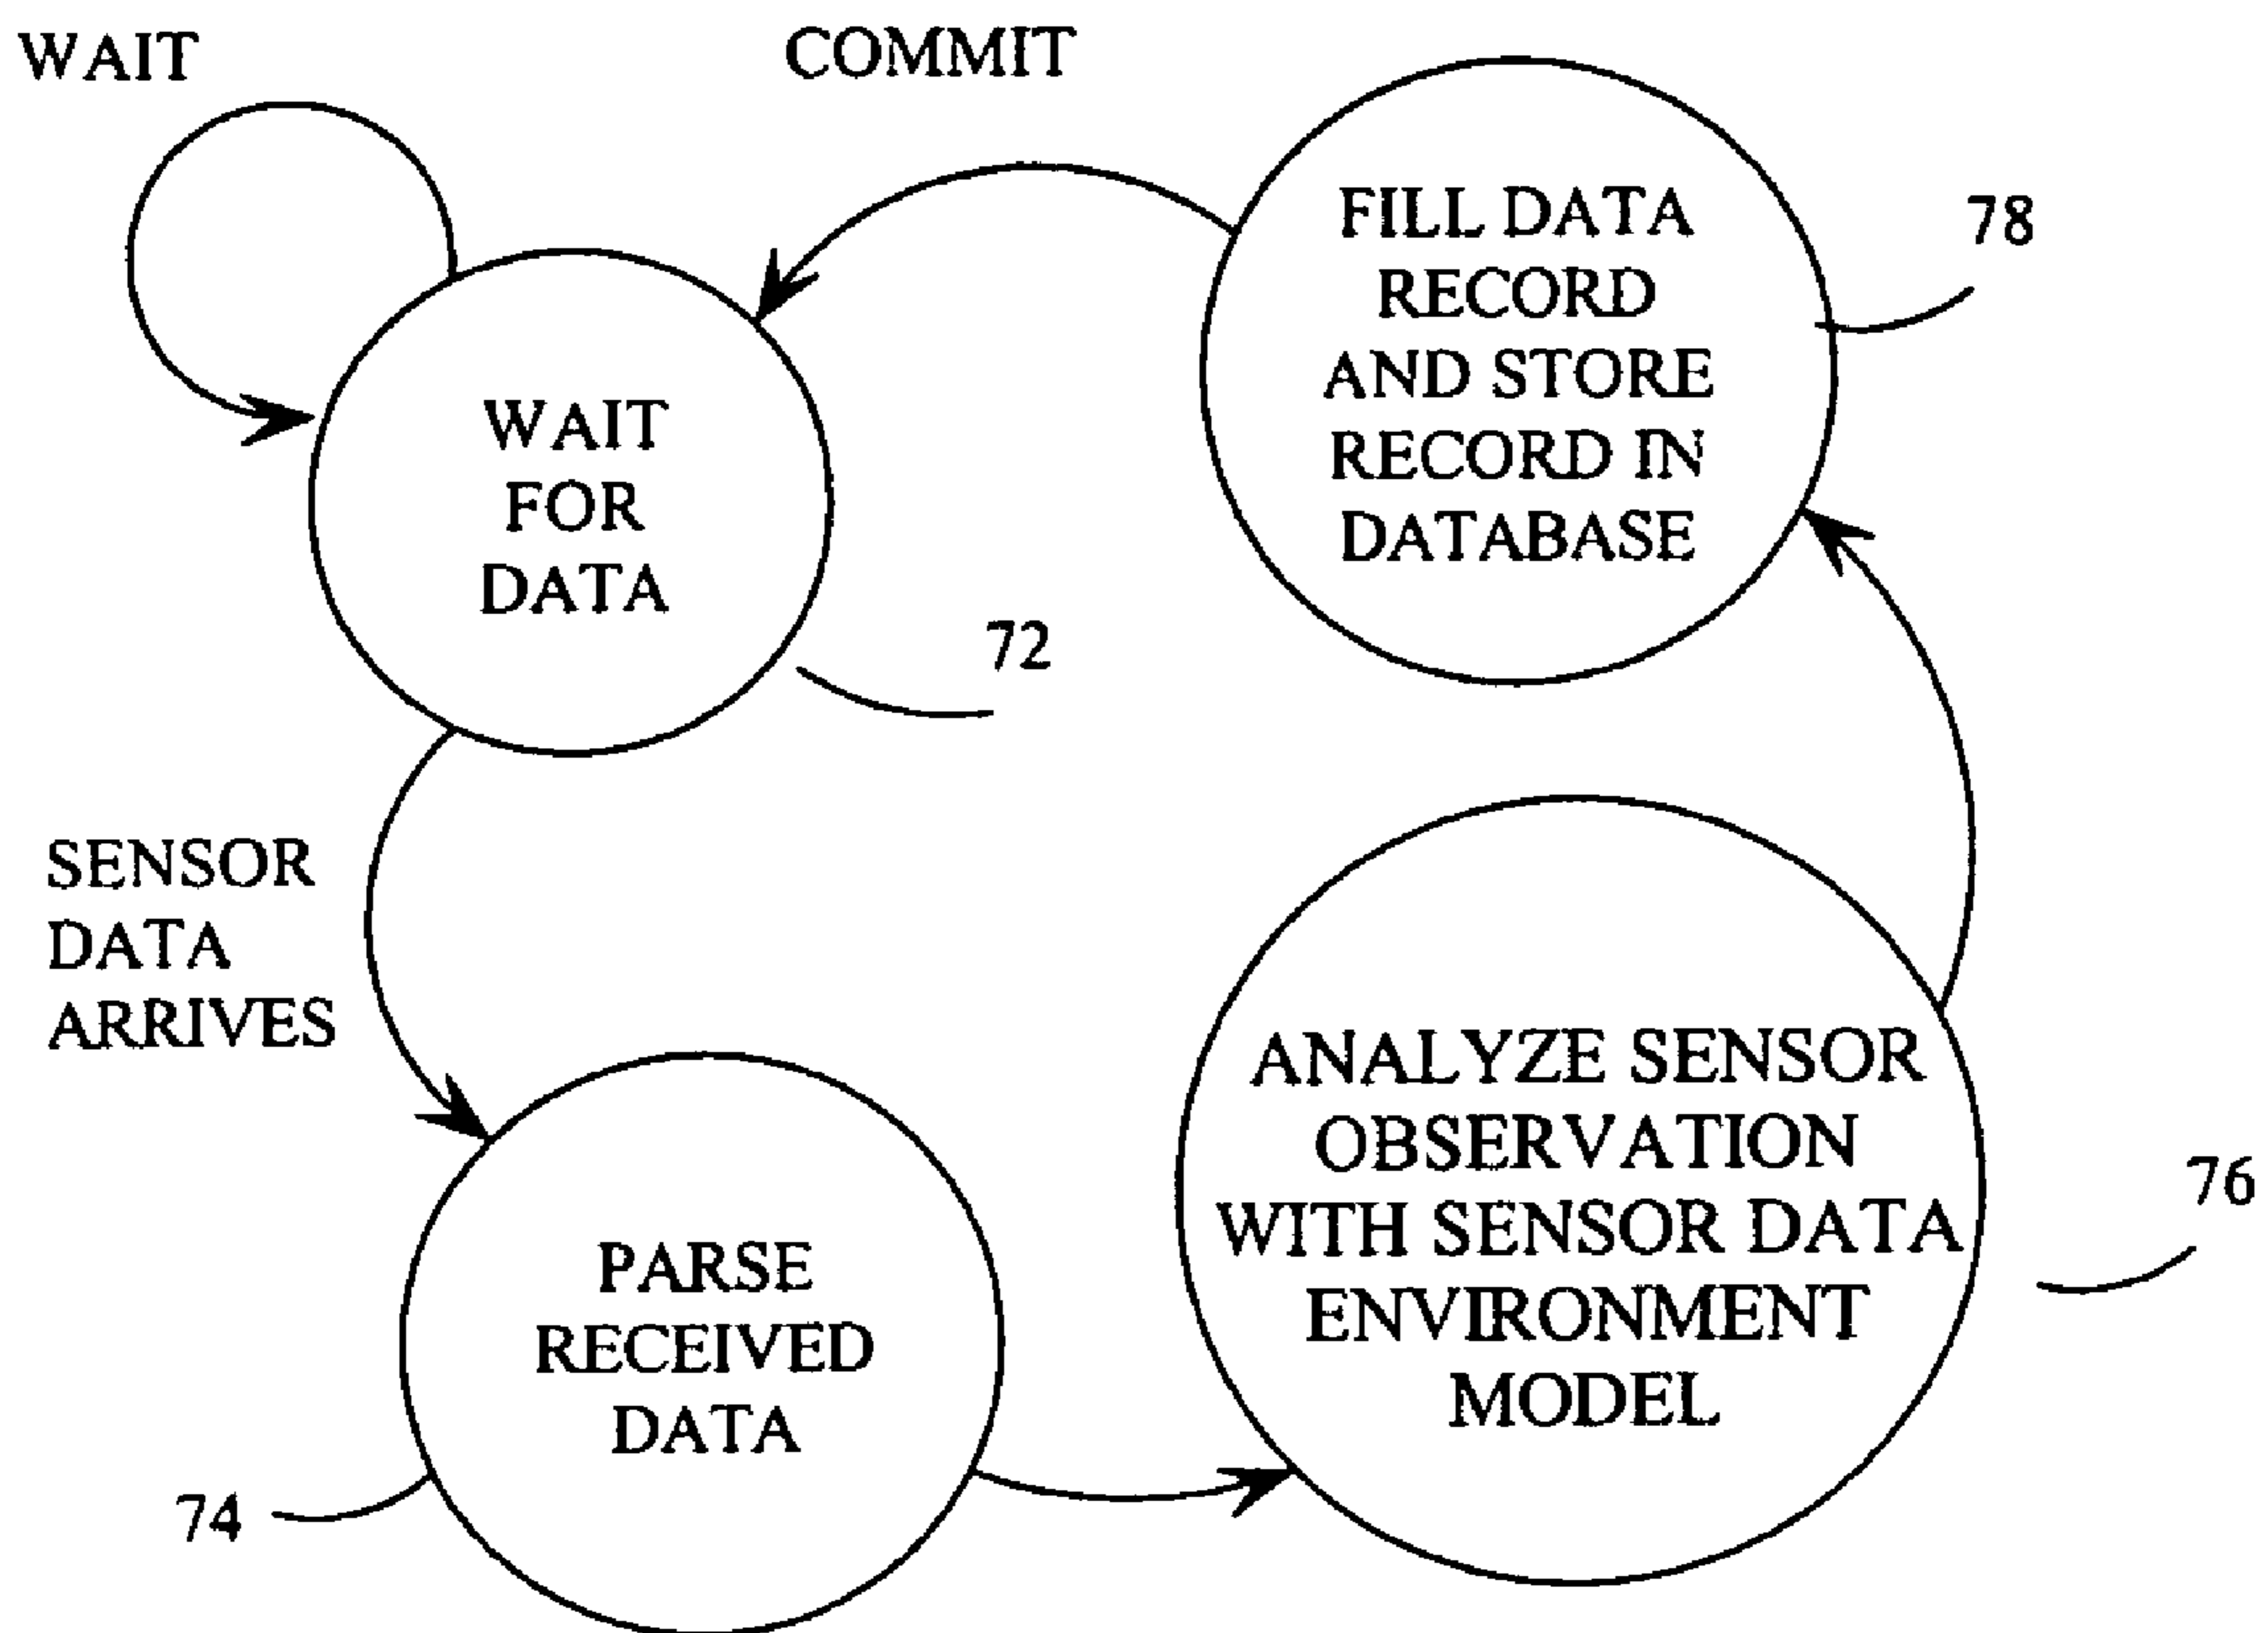 WAIT
COMMIT
FILL DATA
RECORD
AND STORE
RECORD IN
DATABASE
78
WAIT
FOR
DATA
72
SENSOR
DATA
ARRIVES
ANALYZE SENSOR
OBSERVATION
WITH SENSOR DATA
ENVIRONMENT
MODEL
76
PARSE
RECEIVED
DATA
74